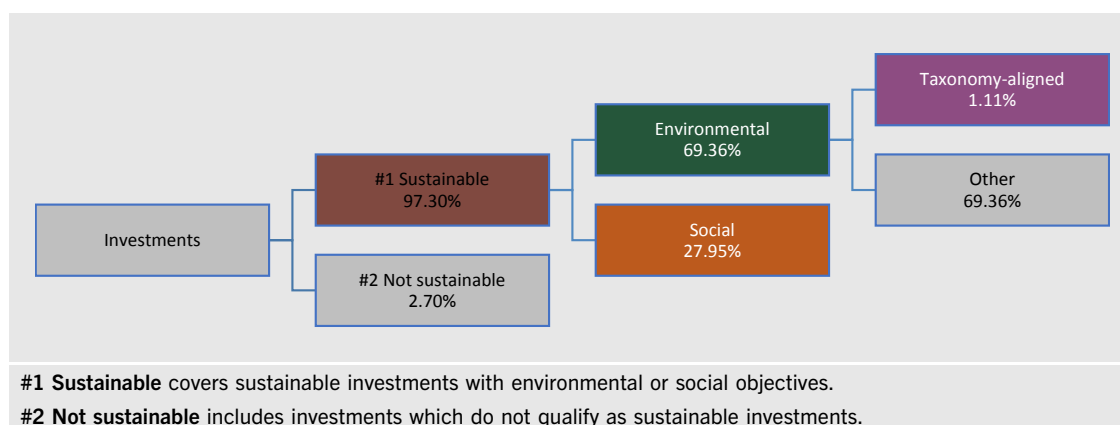 Investments
#1 Sustainable
97.30%
#2 Not sustainable
2.70%
Environmental
69.36%
Social
27.95%
Taxonomy-aligned
1.11%
Other
69.36%
#1 Sustainable covers sustainable investments with environmental or social objectives.
#2 Not sustainable includes investments which do not qualify as sustainable investments.